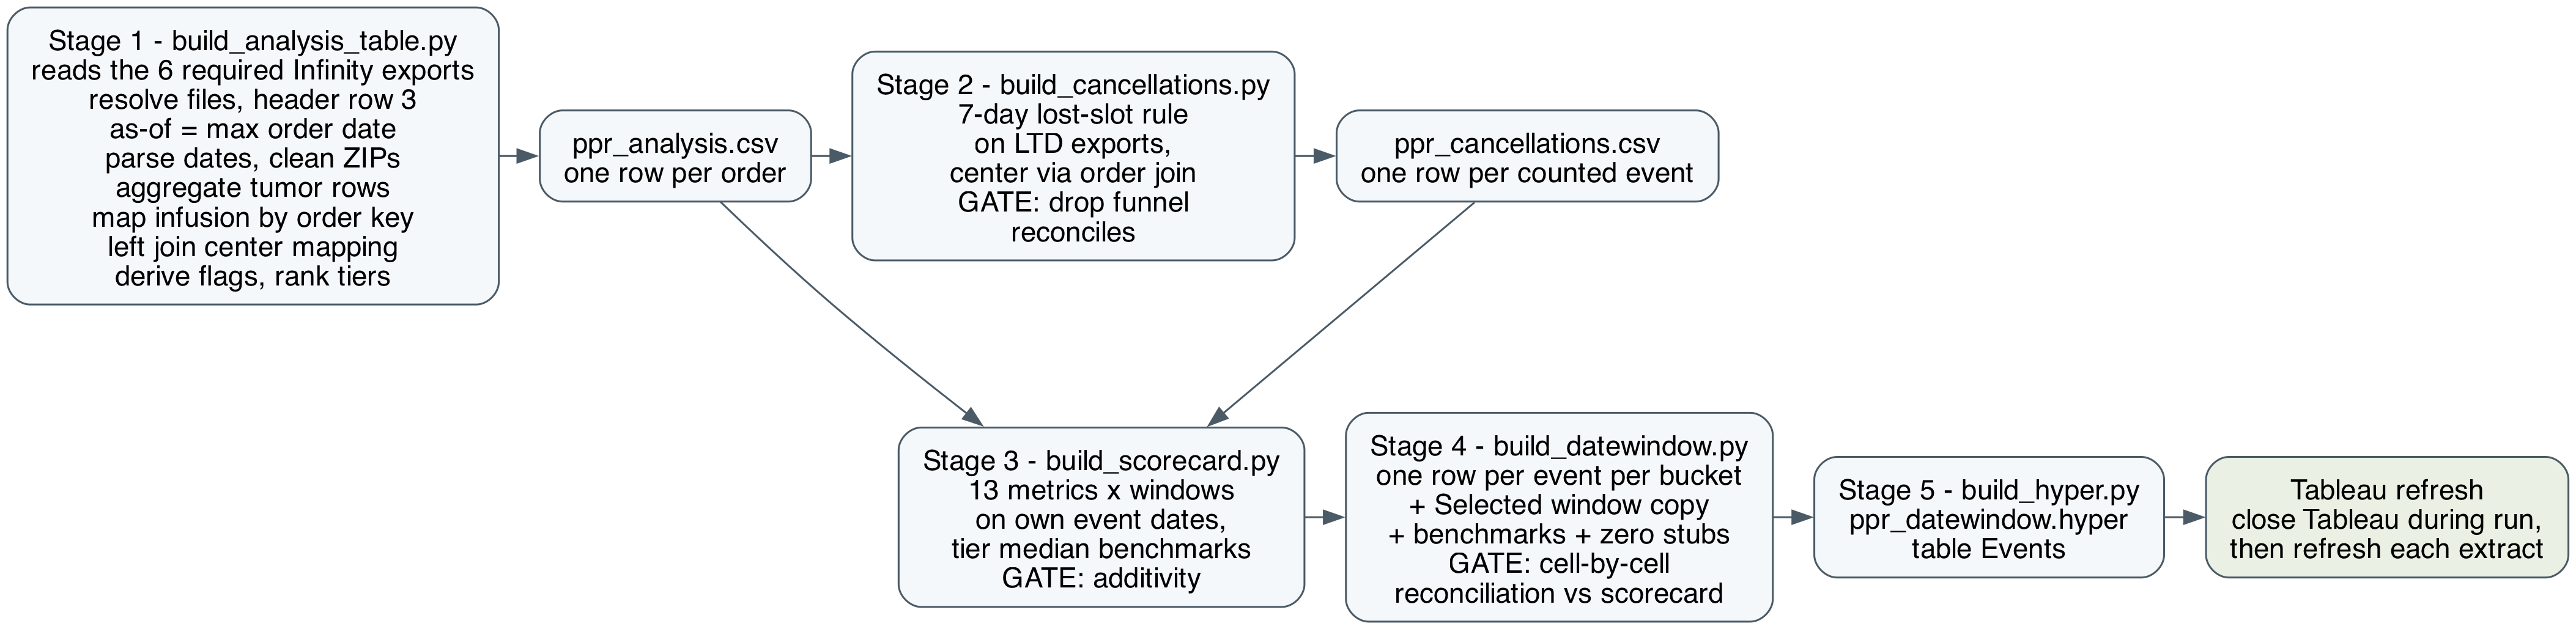 Stage 1 - build_analysis_table.py
reads the 6 required Infinity exports
resolve files, header row 3
as-of = max order date
parse dates, clean ZIPs
aggregate tumor rows
map infusion by order key
left join center mapping
derive flags, rank tiers
ppr_analysis.csv
one row per order
Stage 2 - build_cancellations.py
7-day lost-slot rule
on LTD exports,
center via order join
GATE: drop funnel
reconciles
ppr_cancellations.csv
one row per counted event
Stage 3 - build_scorecard.py
13 metrics x windows
on own event dates,
tier median benchmarks
GATE: additivity
Stage 4 - build_datewindow.py
one row per event per bucket
+ Selected window copy
+ benchmarks + zero stubs
GATE: cell-by-cell
reconciliation vs scorecard
Stage 5 - build_hyper.py
ppr_datewindow.hyper
table Events
Tableau refresh
close Tableau during run,
then refresh each extract